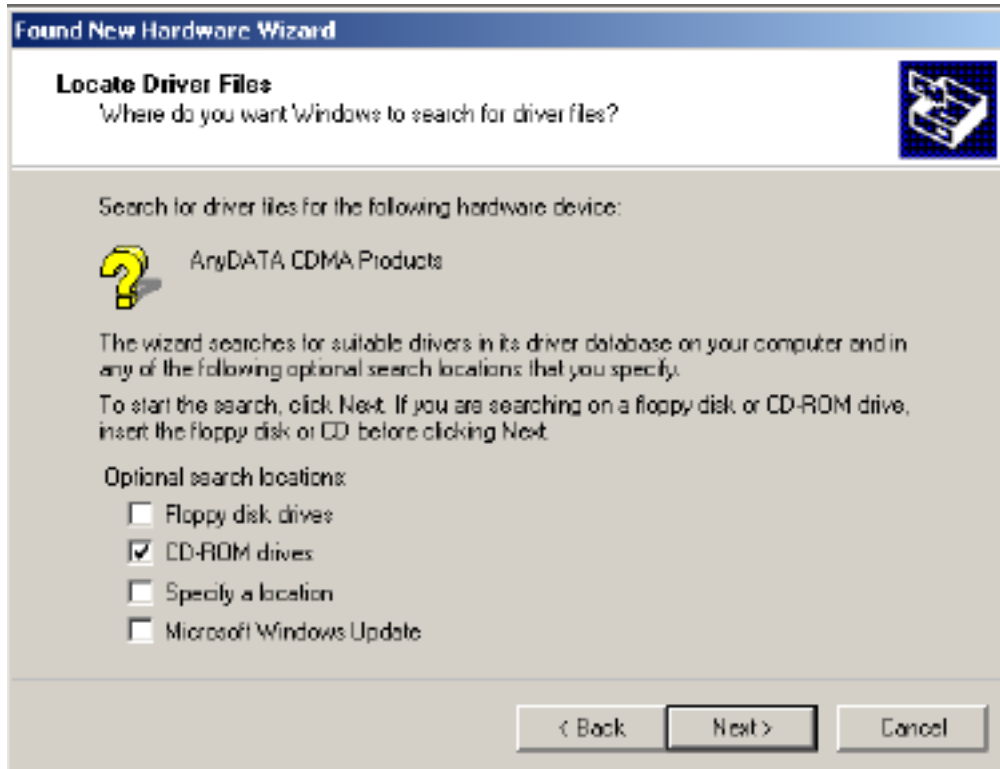 Found New Hardware Wizard
Locate Driver Files
Where do you want Windows to search for driver files?
Search for driver files for the following hardware device:
AnyDATA CDMA Products
The wizard searches for suitable drivers in its driver database on your computer and in
any of the following optional search locations that you specify.
To start the search, click Next. If you are searching on a floppy disk or CD-ROM drive,
insert the floppy disk or CD before clicking Next.
Optional search locations:
Floppy disk drives
CD-ROM drives
Specify a location
Microsoft Windows Update
< Back
Next >
Cancel